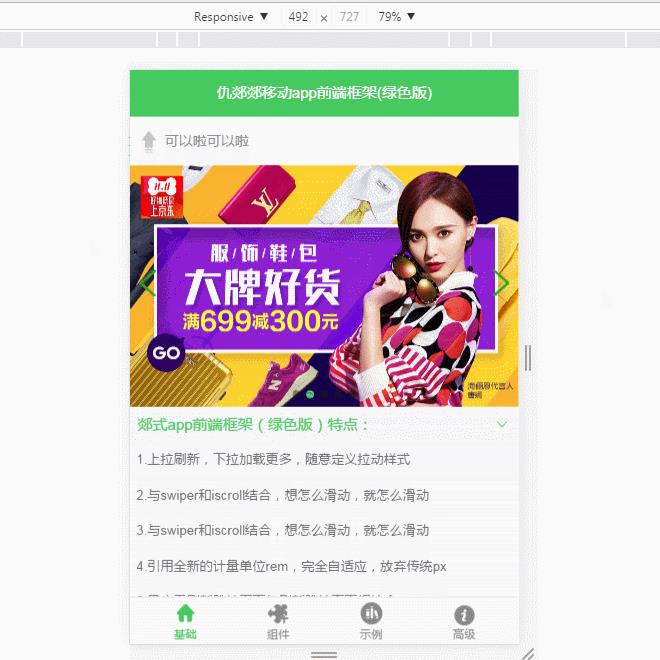 Responsive ▼ 492 × 727 79% ▼
仇郯郯移动app前端框架(绿色版)
可以啦可以啦
11.11
上京东
LV
服/饰/鞋/包
大牌好货
满699减300元
GO
N
海俪恩代言人
唐嫣
郯式app前端框架（绿色版）特点：
1.上拉刷新，下拉加载更多，随意定义拉动样式
2.与swiper和iscroll结合，想怎么滑动，就怎么滑动
3.与swiper和iscroll结合，想怎么滑动，就怎么滑动
4.引用全新的计量单位rem，完全自适应，放弃传统px
基础 组件 示例 高级